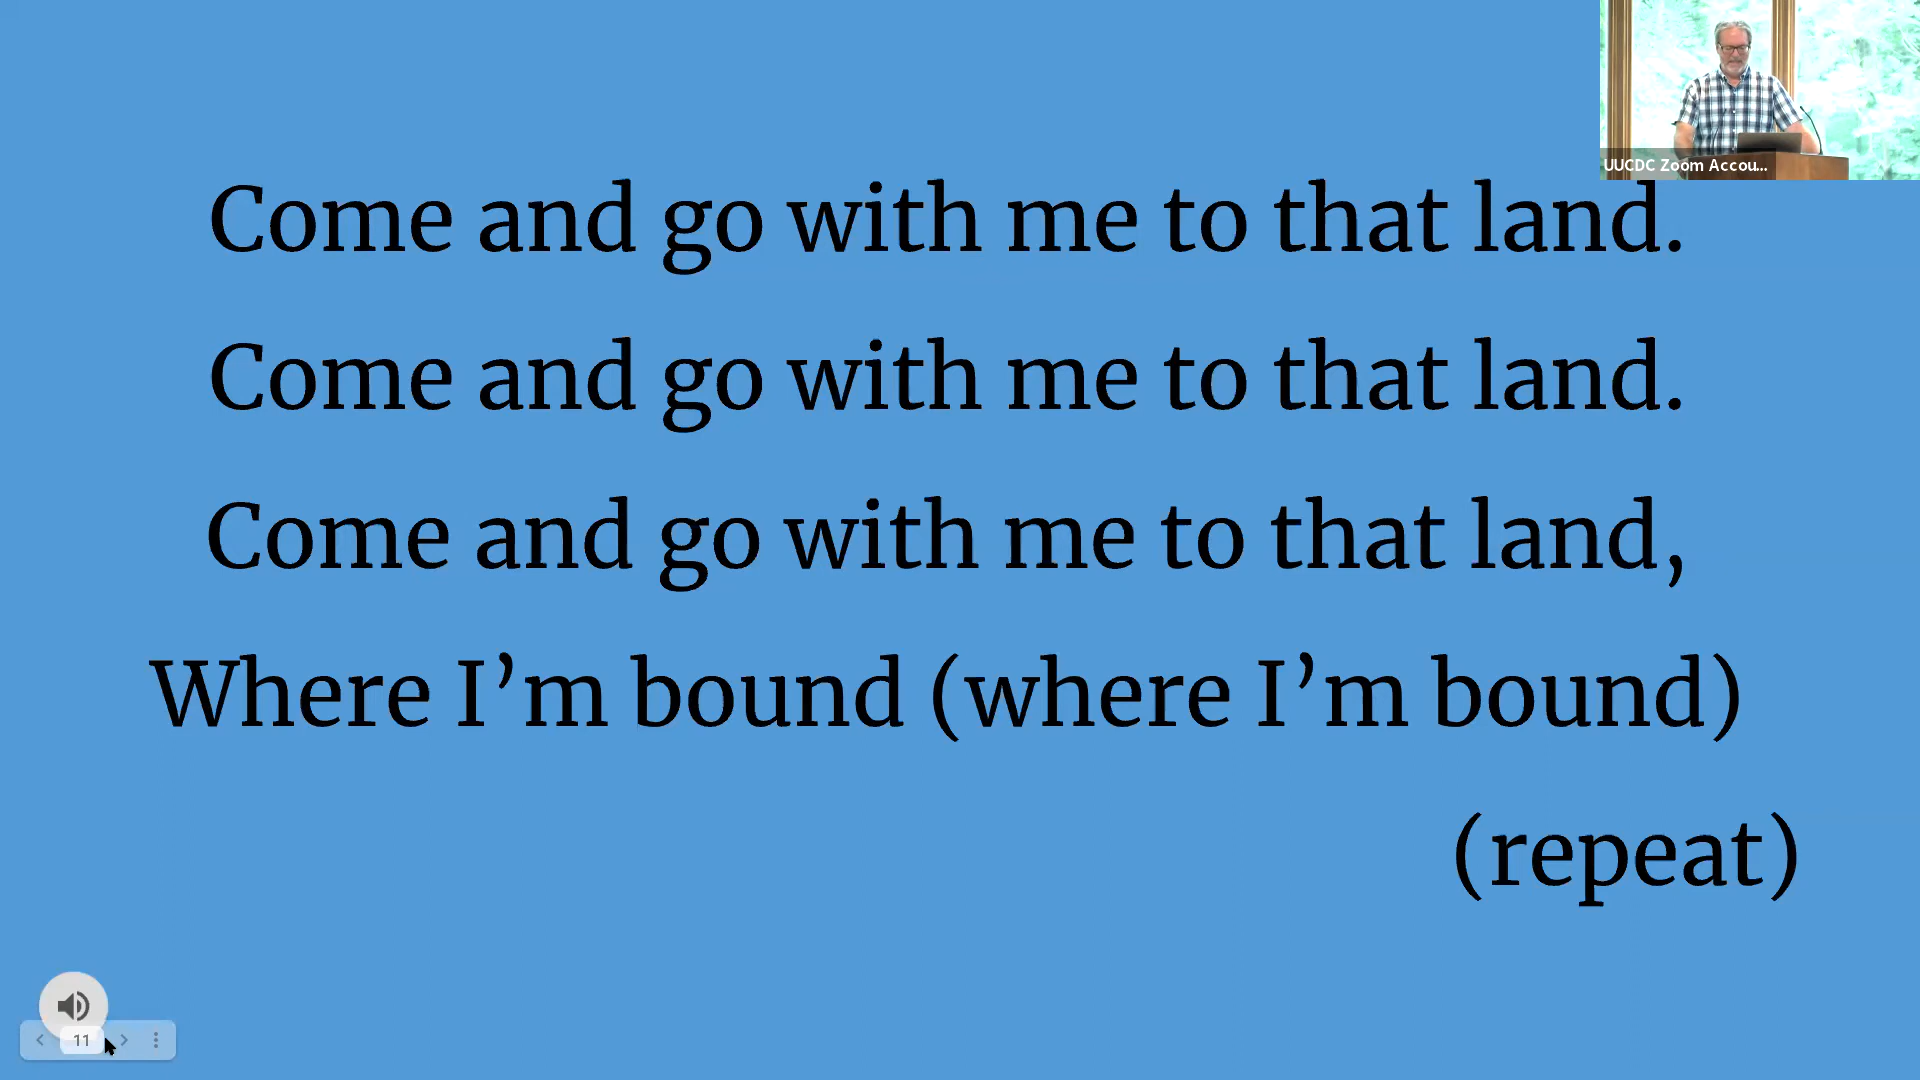 UUCDC Zoom Accou...
Come and go with me to that land.
Come and go with me to that land.
Come and go with me to that land,
Where I’m bound (where I’m bound)
(repeat)
11